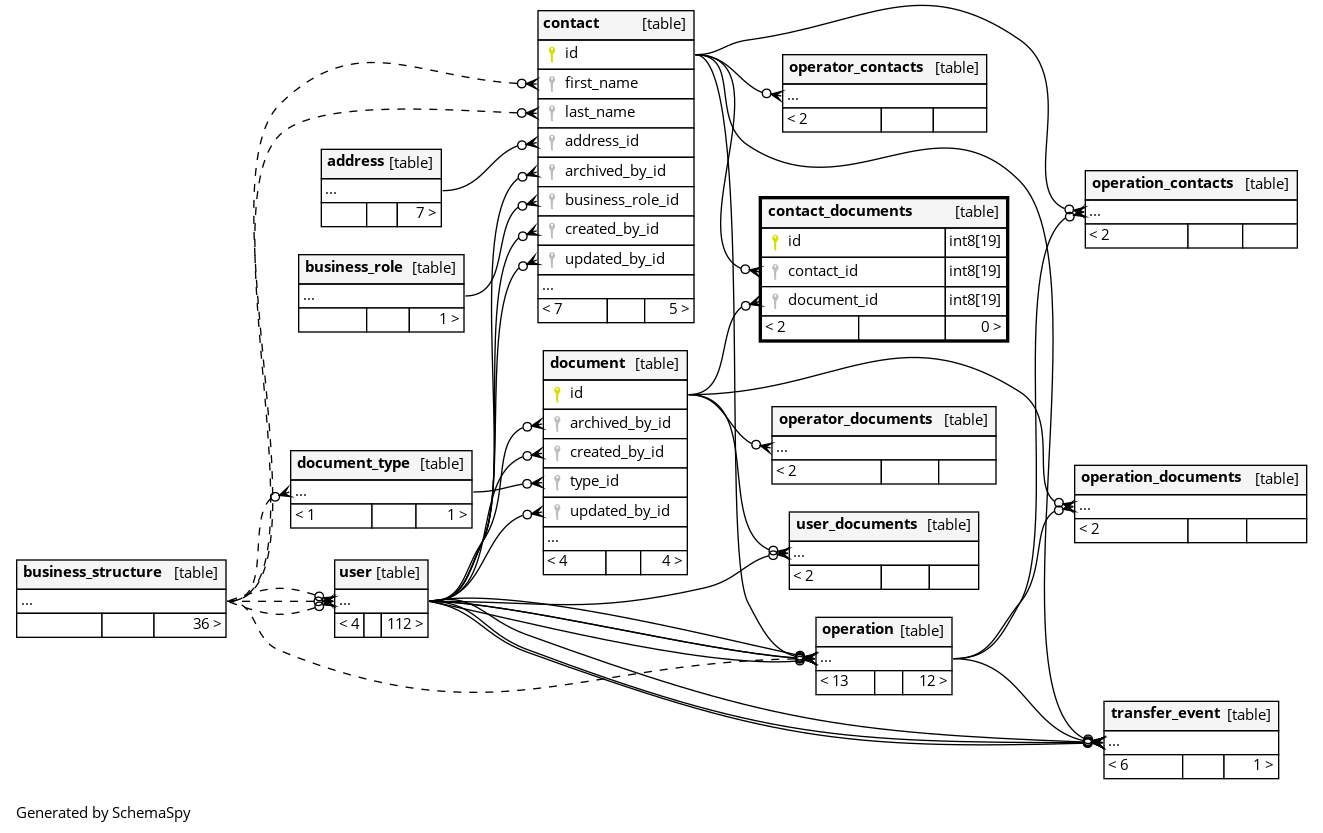 contact [table]
id
first_name
last_name
address_id
archived_by_id
business_role_id
created_by_id
updated_by_id
...
< 7 5 >
operator_contacts [table]
...
< 2
address [table]
...
7 >
operation_contacts [table]
...
< 2
contact_documents [table]
id int8[19]
contact_id int8[19]
document_id int8[19]
< 2 0 >
business_role [table]
...
1 >
document [table]
id
archived_by_id
created_by_id
type_id
updated_by_id
...
< 4 4 >
operator_documents [table]
...
< 2
document_type [table]
...
< 1 1 >
operation_documents [table]
...
< 2
user_documents [table]
...
< 2
business_structure [table]
...
36 >
user [table]
...
< 4 112 >
operation [table]
...
< 13 12 >
transfer_event [table]
...
< 6 1 >
Generated by SchemaSpy